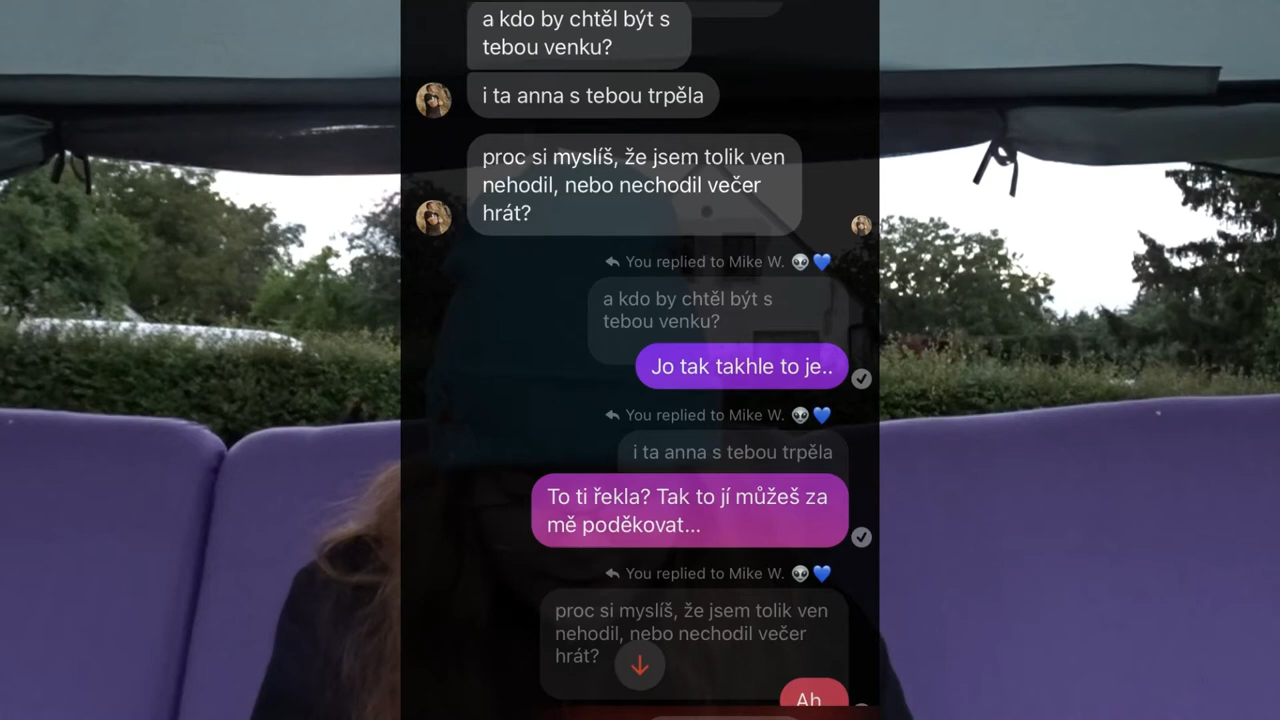 a kdo by chtěl být s
tebou venku?
i ta anna s tebou trpěla
proc si myslíš, že jsem tolik ven
nehodil, nebo nechodil večer
hrát?
You replied to Mike W. 👽💙
a kdo by chtěl být s
tebou venku?
Jo tak takhle to je..
You replied to Mike W. 👽💙
i ta anna s tebou trpěla
To ti řekla? Tak to jí můžeš za
mě poděkovat...
You replied to Mike W. 👽💙
proc si myslíš, že jsem tolik ven
nehodil, nebo nechodil večer
hrát?
Ah